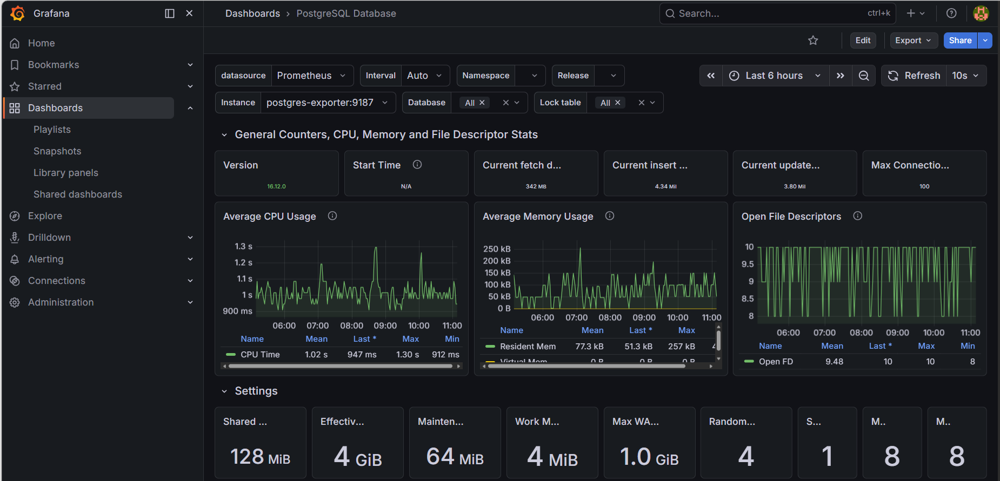 Grafana
Dashboards › PostgreSQL Database
Search... ctrl+k
Edit Export Share
Home
Bookmarks
Starred
Dashboards
Playlists
Snapshots
Library panels
Shared dashboards
Explore
Drilldown
Alerting
Connections
Administration
datasource Prometheus Interval Auto Namespace Release Last 6 hours Refresh 10s
Instance postgres-exporter:9187 Database All Lock table All
General Counters, CPU, Memory and File Descriptor Stats
Version
16.12.0
Start Time
N/A
Current fetch d...
342 MB
Current insert ...
4.34 Mil
Current update...
3.80 Mil
Max Connectio...
100
Average CPU Usage
1.3 s
1.2 s
1.1 s
1 s
900 ms
06:00 07:00 08:00 09:00 10:00 11:00
Name Mean Last * Max Min
CPU Time 1.02 s 947 ms 1.30 s 912 ms
Average Memory Usage
250 kB
200 kB
150 kB
100 kB
50 kB
0 B
06:00 07:00 08:00 09:00 10:00 11:00
Name Mean Last * Max
Resident Mem 77.3 kB 51.3 kB 257 kB 4
Virtual Mem 0 B 0 B 0 B
Open File Descriptors
10
9.5
9
8.5
8
06:00 07:00 08:00 09:00 10:00 11:00
Name Mean Last * Max Min
Open FD 9.48 10 10 8
Settings
Shared ...
128 MiB
Effectiv...
4 GiB
Mainten...
64 MiB
Work M...
4 MiB
Max WA...
1.0 GiB
Random...
4
S...
1
M..
8
M..
8